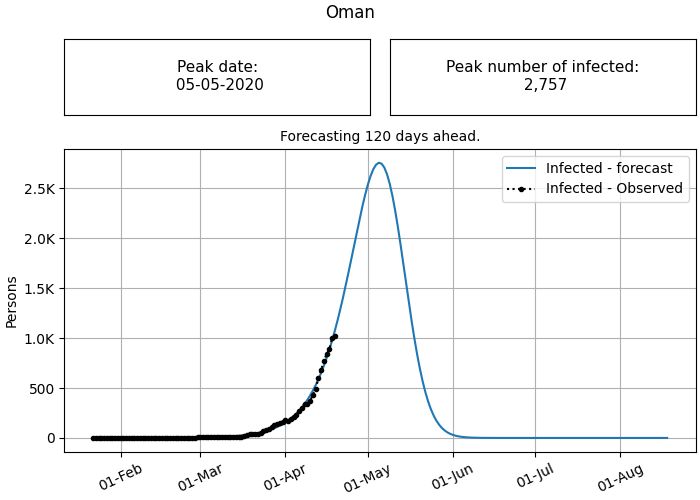 Oman
Peak date:
05-05-2020
Peak number of infected:
2,757
Forecasting 120 days ahead.
Infected - forecast
Infected - Observed
2.5K
2.0K
1.5K
1.0K
500
0
Persons
01-Feb
01-Mar
01-Apr
01-May
01-Jun
01-Jul
01-Aug